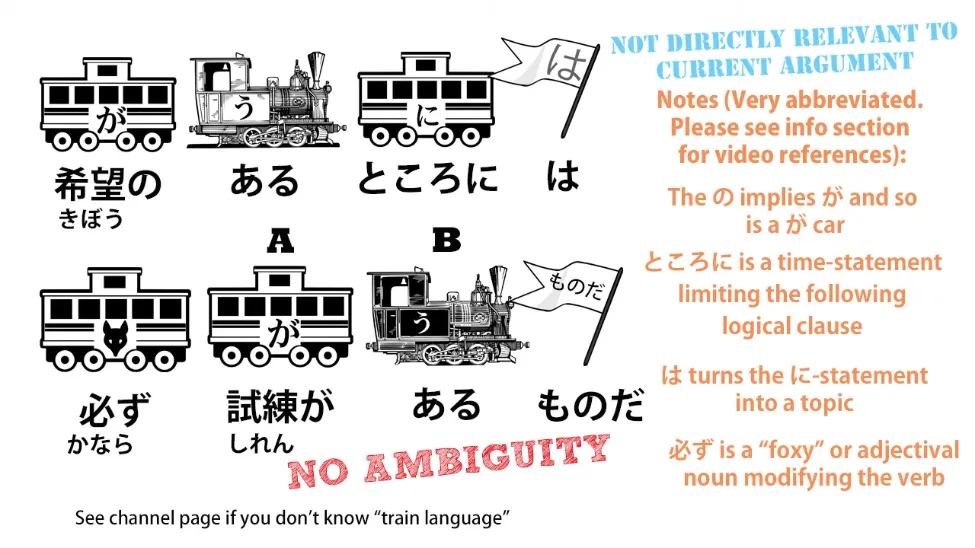 が う に は
希望の ある ところに は
きぼう
A B
が う ものだ
必ず 試練が ある ものだ
かなら しれん
NO AMBIGUITY
See channel page if you don't know “train language”
NOT DIRECTLY RELEVANT TO
CURRENT ARGUMENT
Notes (Very abbreviated.
Please see info section
for video references):
The の implies が and so
is a が car
ところに is a time-statement
limiting the following
logical clause
は turns the に-statement
into a topic
必ず is a “foxy” or adjectival
noun modifying the verb